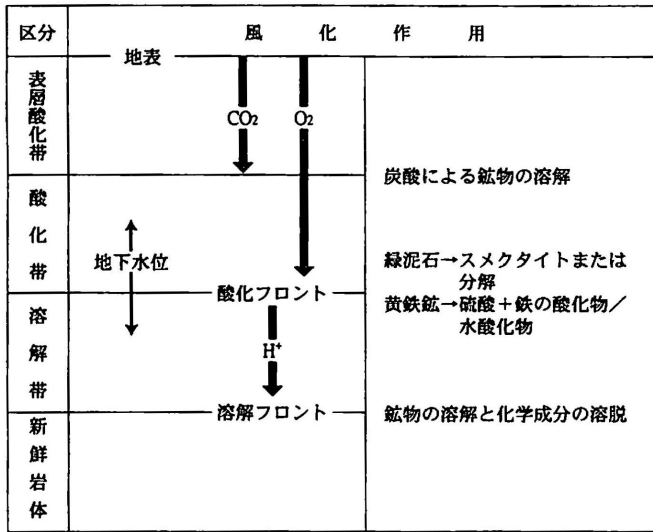 区分
風化作用
地表
表層酸化帯
CO₂
O₂
炭酸による鉱物の溶解
酸化帯
地下水位
緑泥石→スメクタイトまたは
分解
酸化フロント
黄鉄鉱→硫酸＋鉄の酸化物／
水酸化物
溶解帯
H⁺
溶解フロント
鉱物の溶解と化学成分の溶脱
新鮮岩体